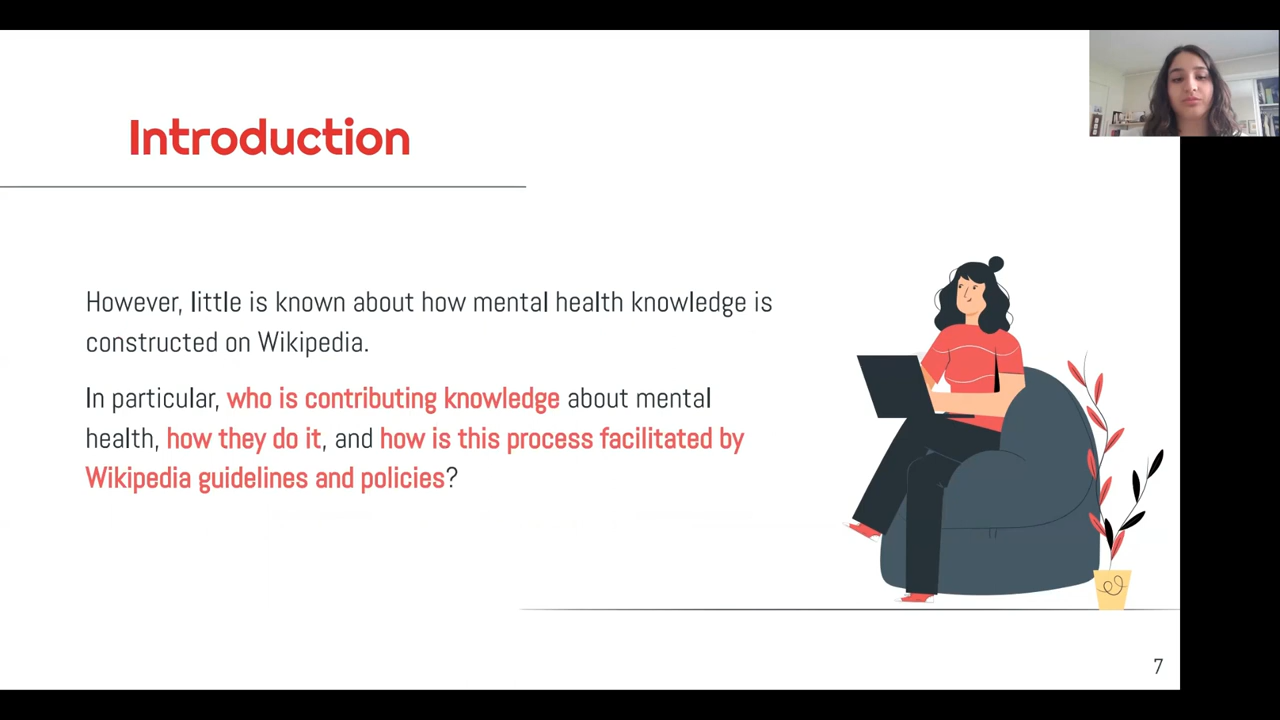 Introduction
However, little is known about how mental health knowledge is
constructed on Wikipedia.
In particular, who is contributing knowledge about mental
health, how they do it, and how is this process facilitated by
Wikipedia guidelines and policies?
7